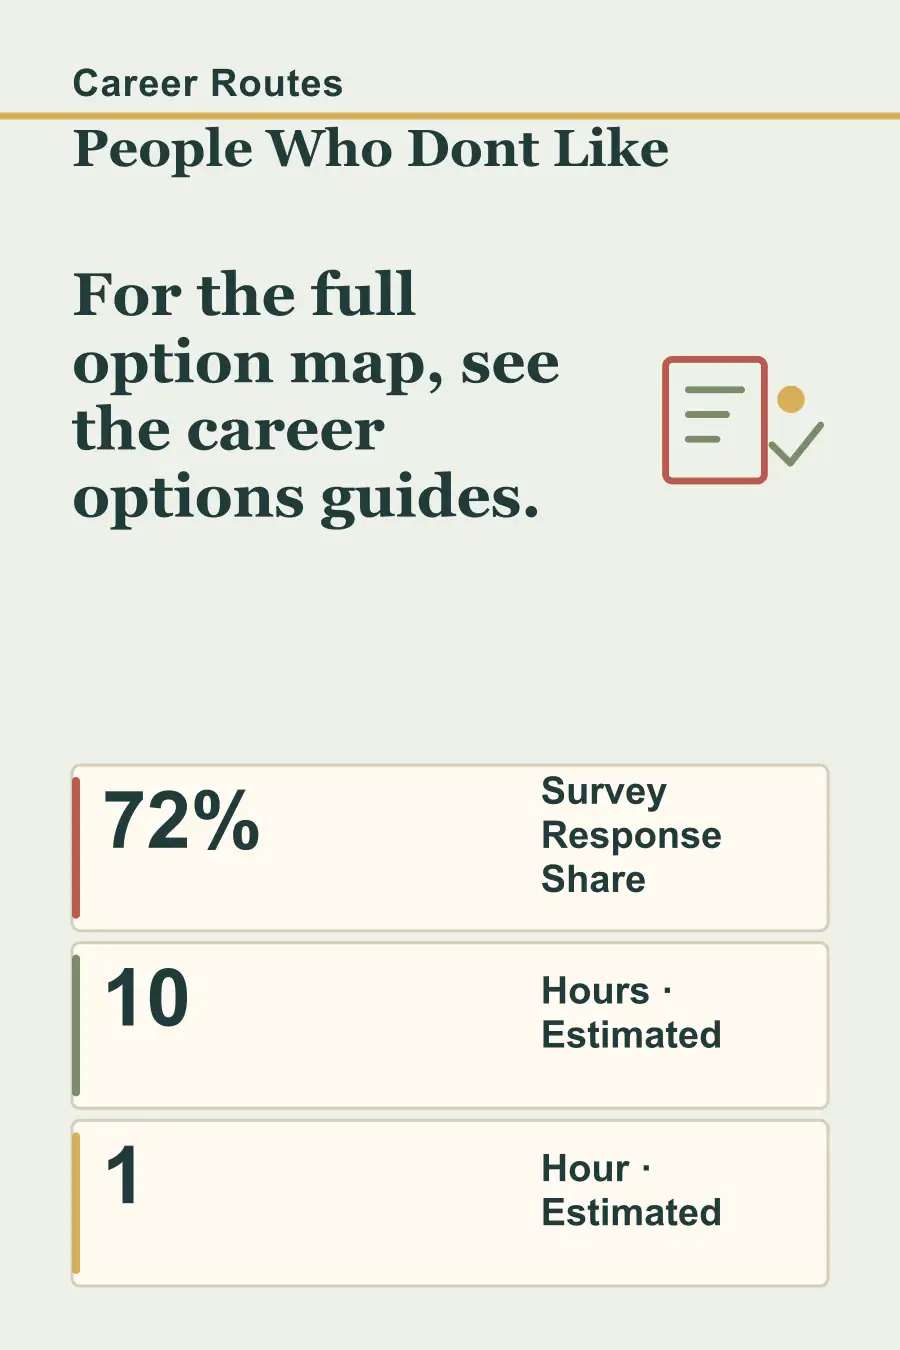 Career Routes
People Who Dont Like
For the full
option map, see
the career
options guides.
72%
Survey
Response
Share
10
Hours ·
Estimated
1
Hour ·
Estimated